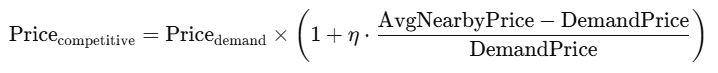 Price_competitive = Price_demand × (1 + η · (AvgNearbyPrice − DemandPrice) / DemandPrice)